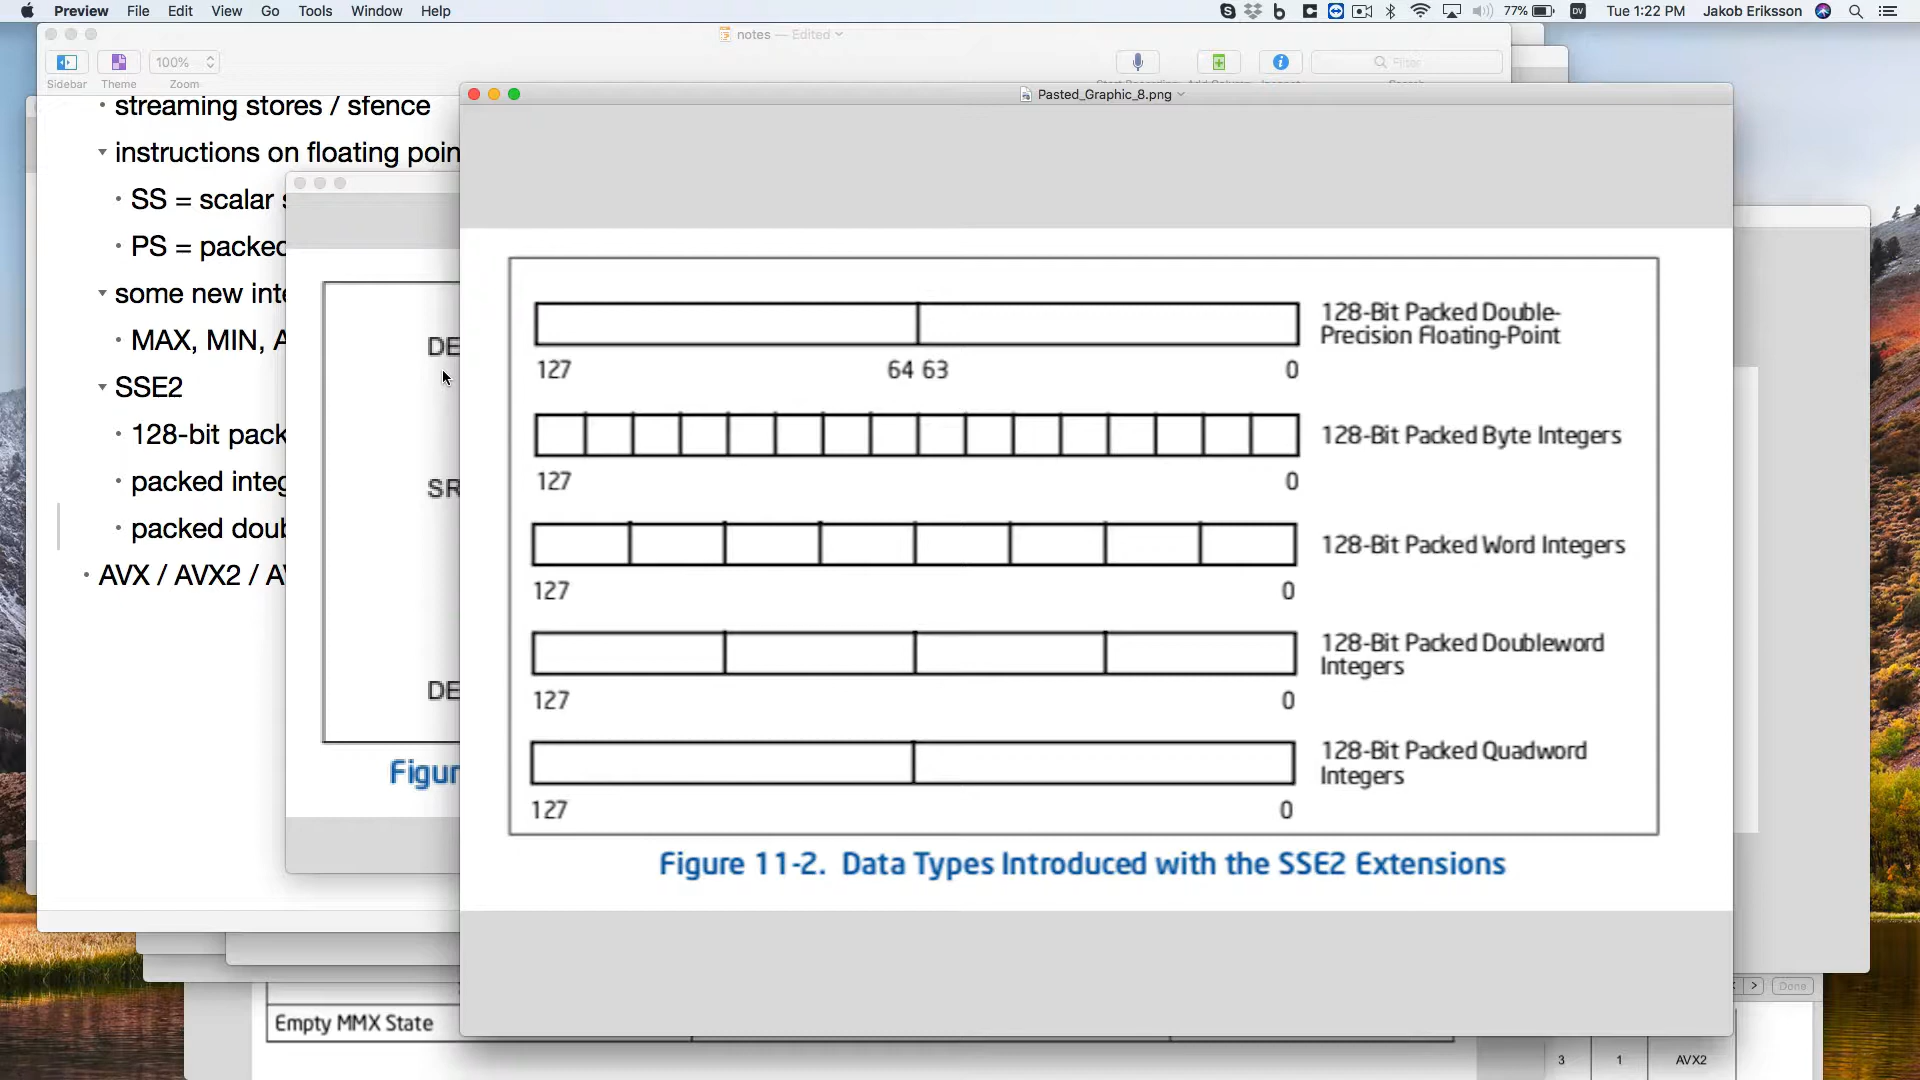 Preview File Edit View Go Tools Window Help 77% DV Tue 1:22 PM Jakob Eriksson
notes — Edited
100%
Filter
Sidebar Theme Zoom
Pasted_Graphic_8.png
streaming stores / sfence
instructions on floating poin
SS = scalar
PS = packed
some new inte
MAX, MIN, A
SSE2
128-bit pack
packed integ
packed doub
AVX / AVX2 / AV
DE
SR
DE
Figur
128-Bit Packed Double-
Precision Floating-Point
127 64 63 0
128-Bit Packed Byte Integers
127 0
128-Bit Packed Word Integers
127 0
128-Bit Packed Doubleword
Integers
127 0
128-Bit Packed Quadword
Integers
127 0
Figure 11-2. Data Types Introduced with the SSE2 Extensions
Done
Empty MMX State
3 1 AVX2